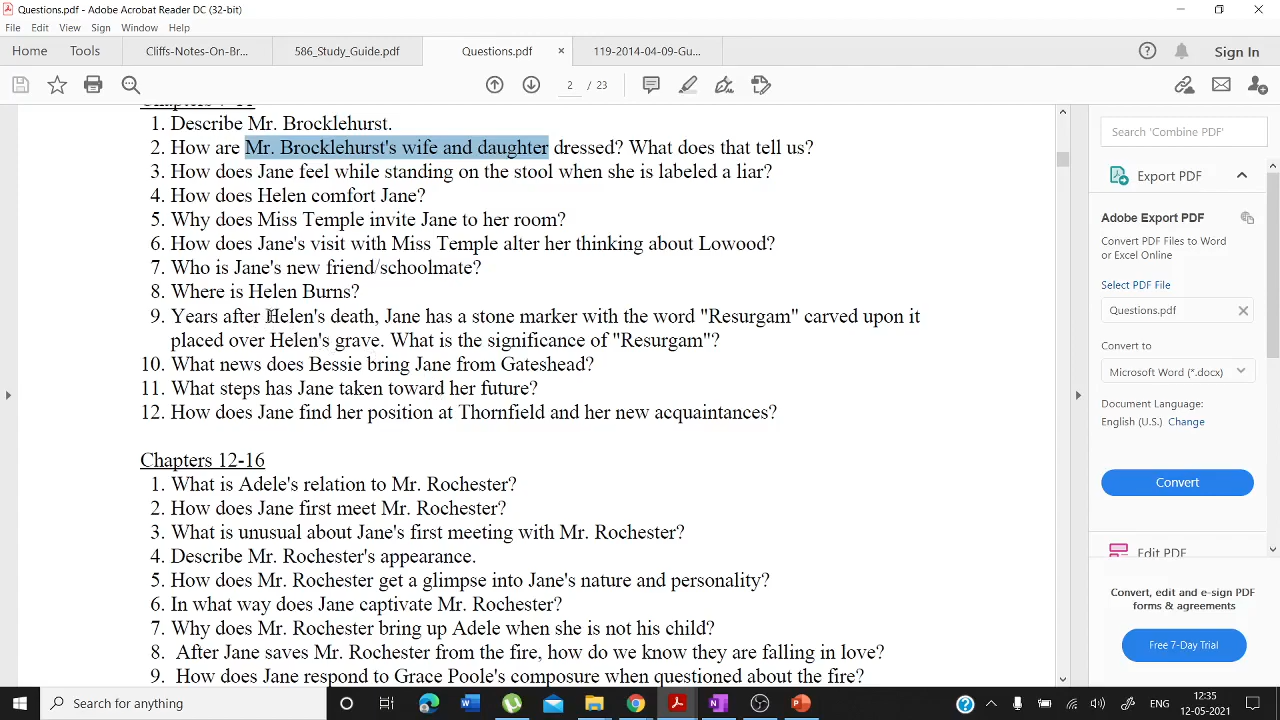 Questions.pdf - Adobe Acrobat Reader DC (32-bit)
File Edit View Sign Window Help
Home Tools Cliffs-Notes-On-Br... 586_Study_Guide.pdf Questions.pdf × 119-2014-04-09-Gu... Sign In
2 / 23
1. Describe Mr. Brocklehurst.
2. How are Mr. Brocklehurst's wife and daughter dressed? What does that tell us?
3. How does Jane feel while standing on the stool when she is labeled a liar?
4. How does Helen comfort Jane?
5. Why does Miss Temple invite Jane to her room?
6. How does Jane's visit with Miss Temple alter her thinking about Lowood?
7. Who is Jane's new friend/schoolmate?
8. Where is Helen Burns?
9. Years after Helen's death, Jane has a stone marker with the word "Resurgam" carved upon it
placed over Helen's grave. What is the significance of "Resurgam"?
10. What news does Bessie bring Jane from Gateshead?
11. What steps has Jane taken toward her future?
12. How does Jane find her position at Thornfield and her new acquaintances?
Chapters 12-16
1. What is Adele's relation to Mr. Rochester?
2. How does Jane first meet Mr. Rochester?
3. What is unusual about Jane's first meeting with Mr. Rochester?
4. Describe Mr. Rochester's appearance.
5. How does Mr. Rochester get a glimpse into Jane's nature and personality?
6. In what way does Jane captivate Mr. Rochester?
7. Why does Mr. Rochester bring up Adele when she is not his child?
8. After Jane saves Mr. Rochester from the fire, how do we know they are falling in love?
9. How does Jane respond to Grace Poole's composure when questioned about the fire?
Search 'Combine PDF'
Export PDF
Adobe Export PDF
Convert PDF Files to Word
or Excel Online
Select PDF File
Questions.pdf
Convert to
Microsoft Word (*.docx)
Document Language:
English (U.S.) Change
Convert
Edit PDF
Convert, edit and e-sign PDF
forms & agreements
Free 7-Day Trial
Search for anything
ENG
12:35
12-05-2021